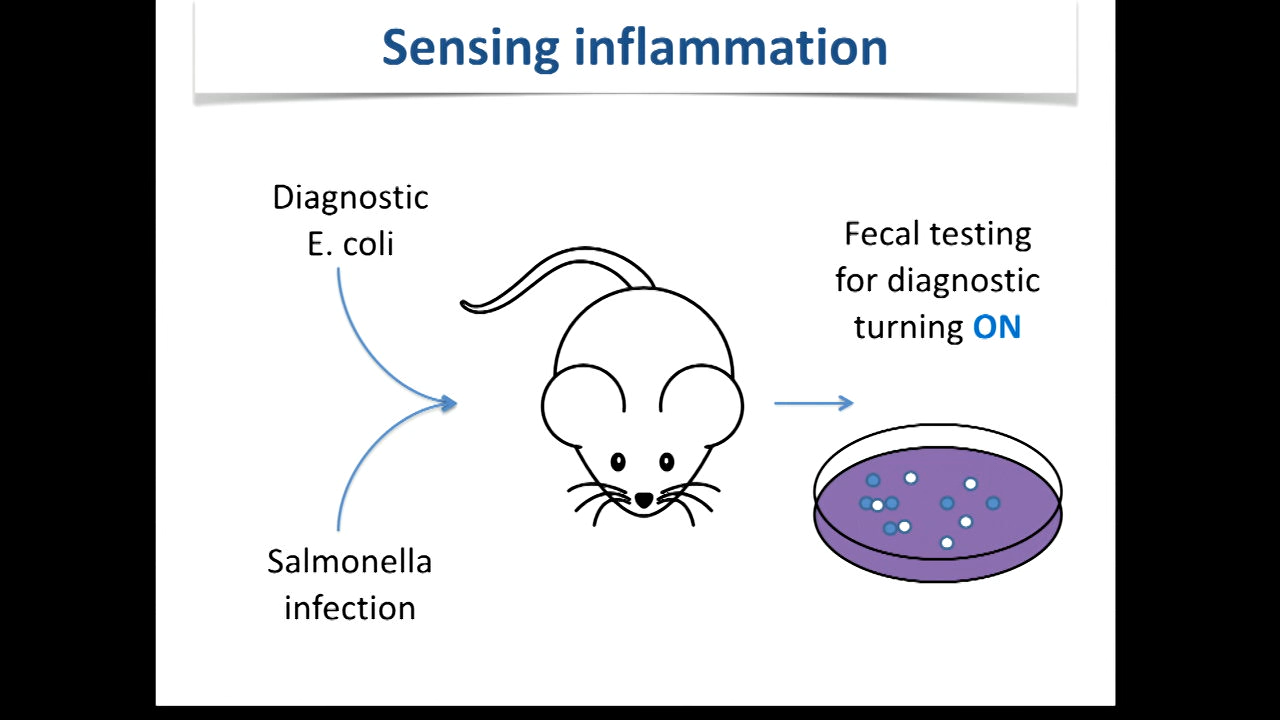 Sensing inflammation
Diagnostic
E. coli
Fecal testing
for diagnostic
turning ON
Salmonella
infection